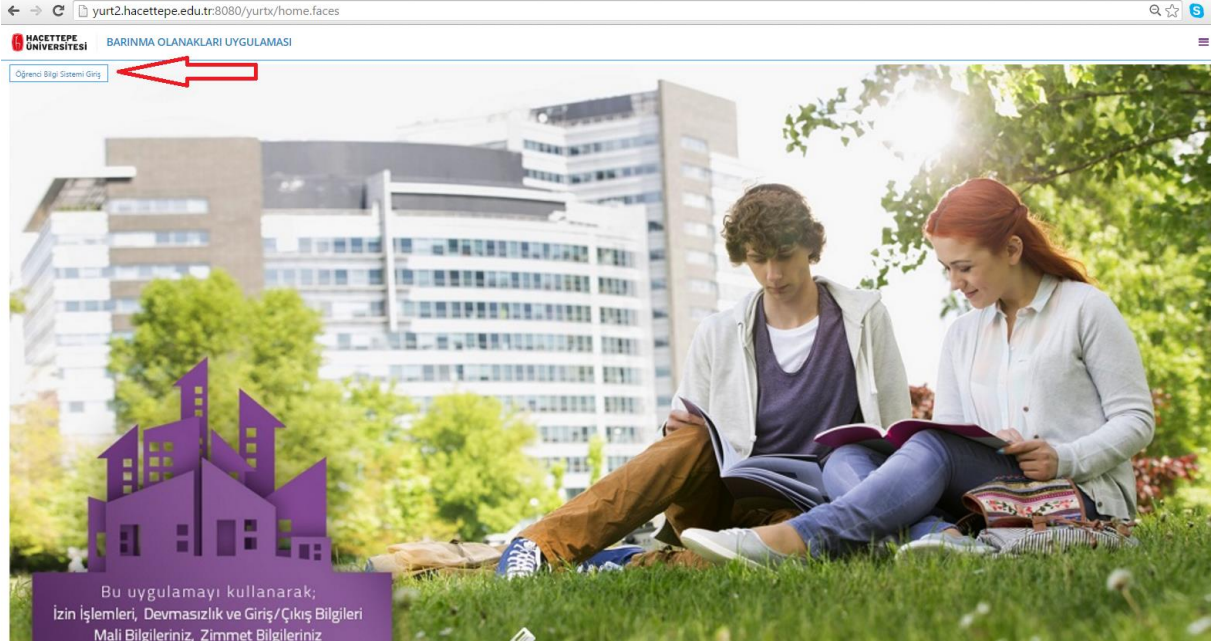 yurt2.hacettepe.edu.tr:8080/yurtx/home.faces
HACETTEPE
ÜNİVERSİTESİ
BARINMA OLANAKLARI UYGULAMASI
Öğrenci Bilgi Sistemi Giriş
Bu uygulamayı kullanarak;
İzin İşlemleri, Devmasızlık ve Giriş/Çıkış Bilgileri
Mali Bilgileriniz, Zimmet Bilgileriniz